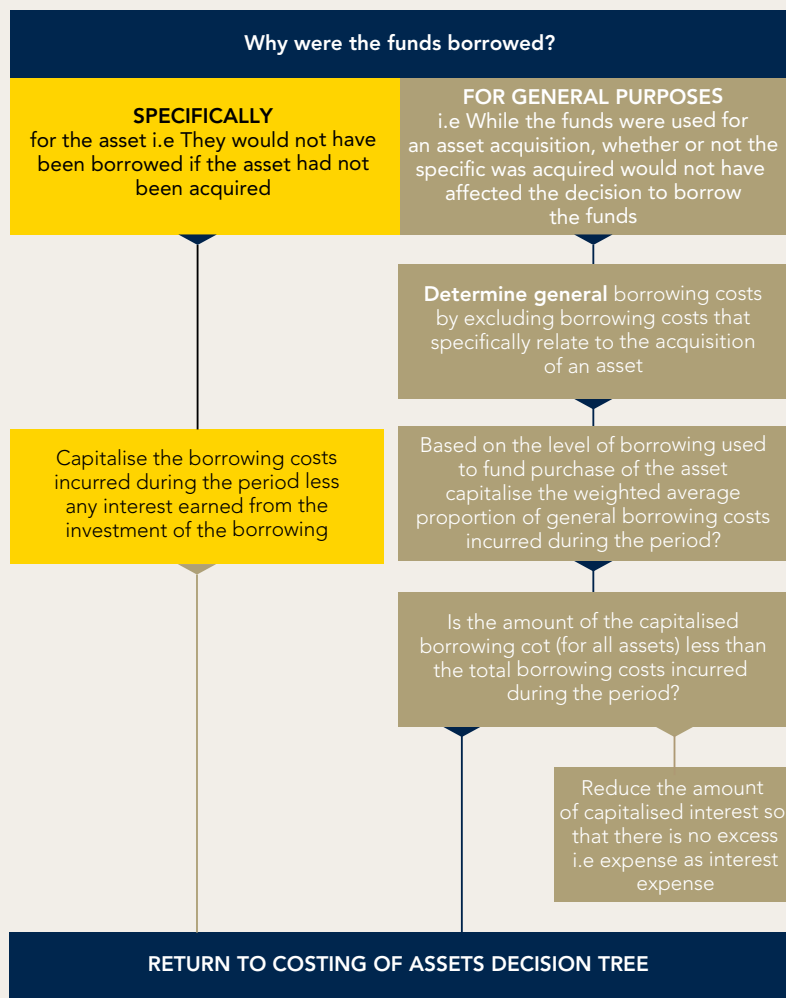 Why were the funds borrowed?
SPECIFICALLY
for the asset i.e They would not have
been borrowed if the asset had not
been acquired
FOR GENERAL PURPOSES
i.e While the funds were used for
an asset acquisition, whether or not the
specific was acquired would not have
affected the decision to borrow
the funds
Determine general borrowing costs
by excluding borrowing costs that
specifically relate to the acquisition
of an asset
Capitalise the borrowing costs
incurred during the period less
any interest earned from the
investment of the borrowing
Based on the level of borrowing used
to fund purchase of the asset
capitalise the weighted average
proportion of general borrowing costs
incurred during the period?
Is the amount of the capitalised
borrowing cot (for all assets) less than
the total borrowing costs incurred
during the period?
Reduce the amount
of capitalised interest so
that there is no excess
i.e expense as interest
expense
RETURN TO COSTING OF ASSETS DECISION TREE